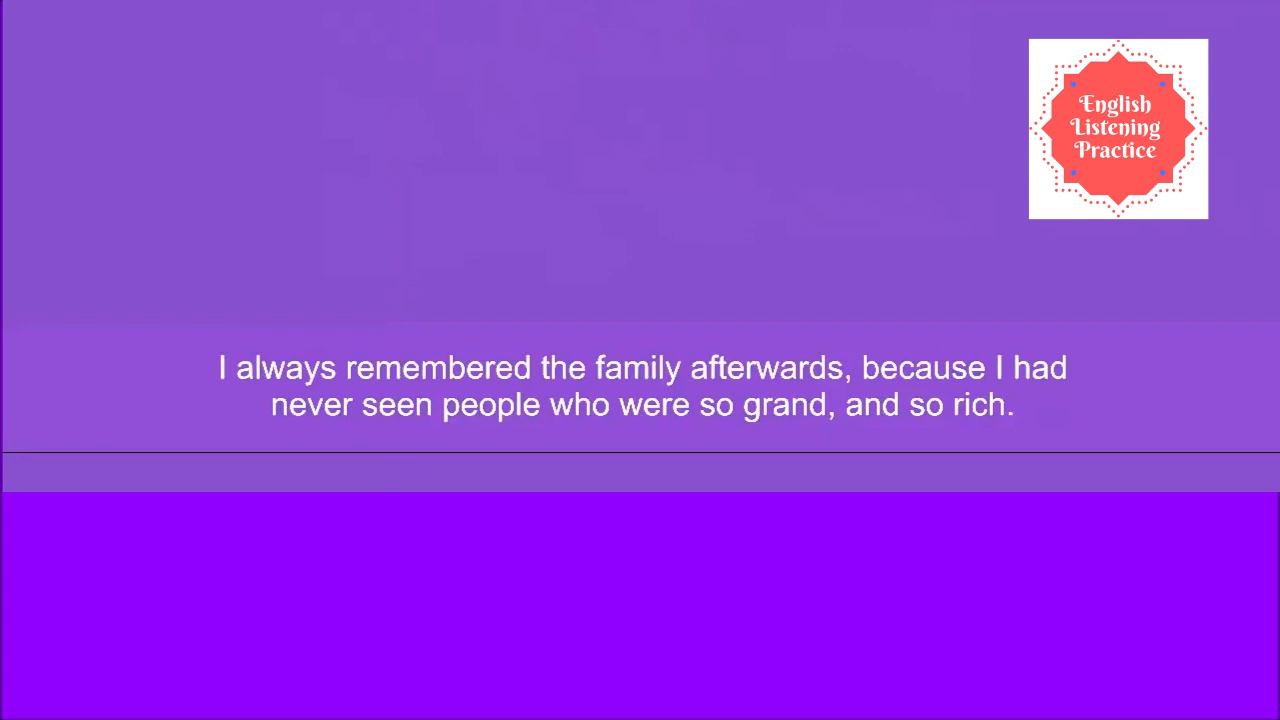 English
Listening
Practice
I always remembered the family afterwards, because I had
never seen people who were so grand, and so rich.